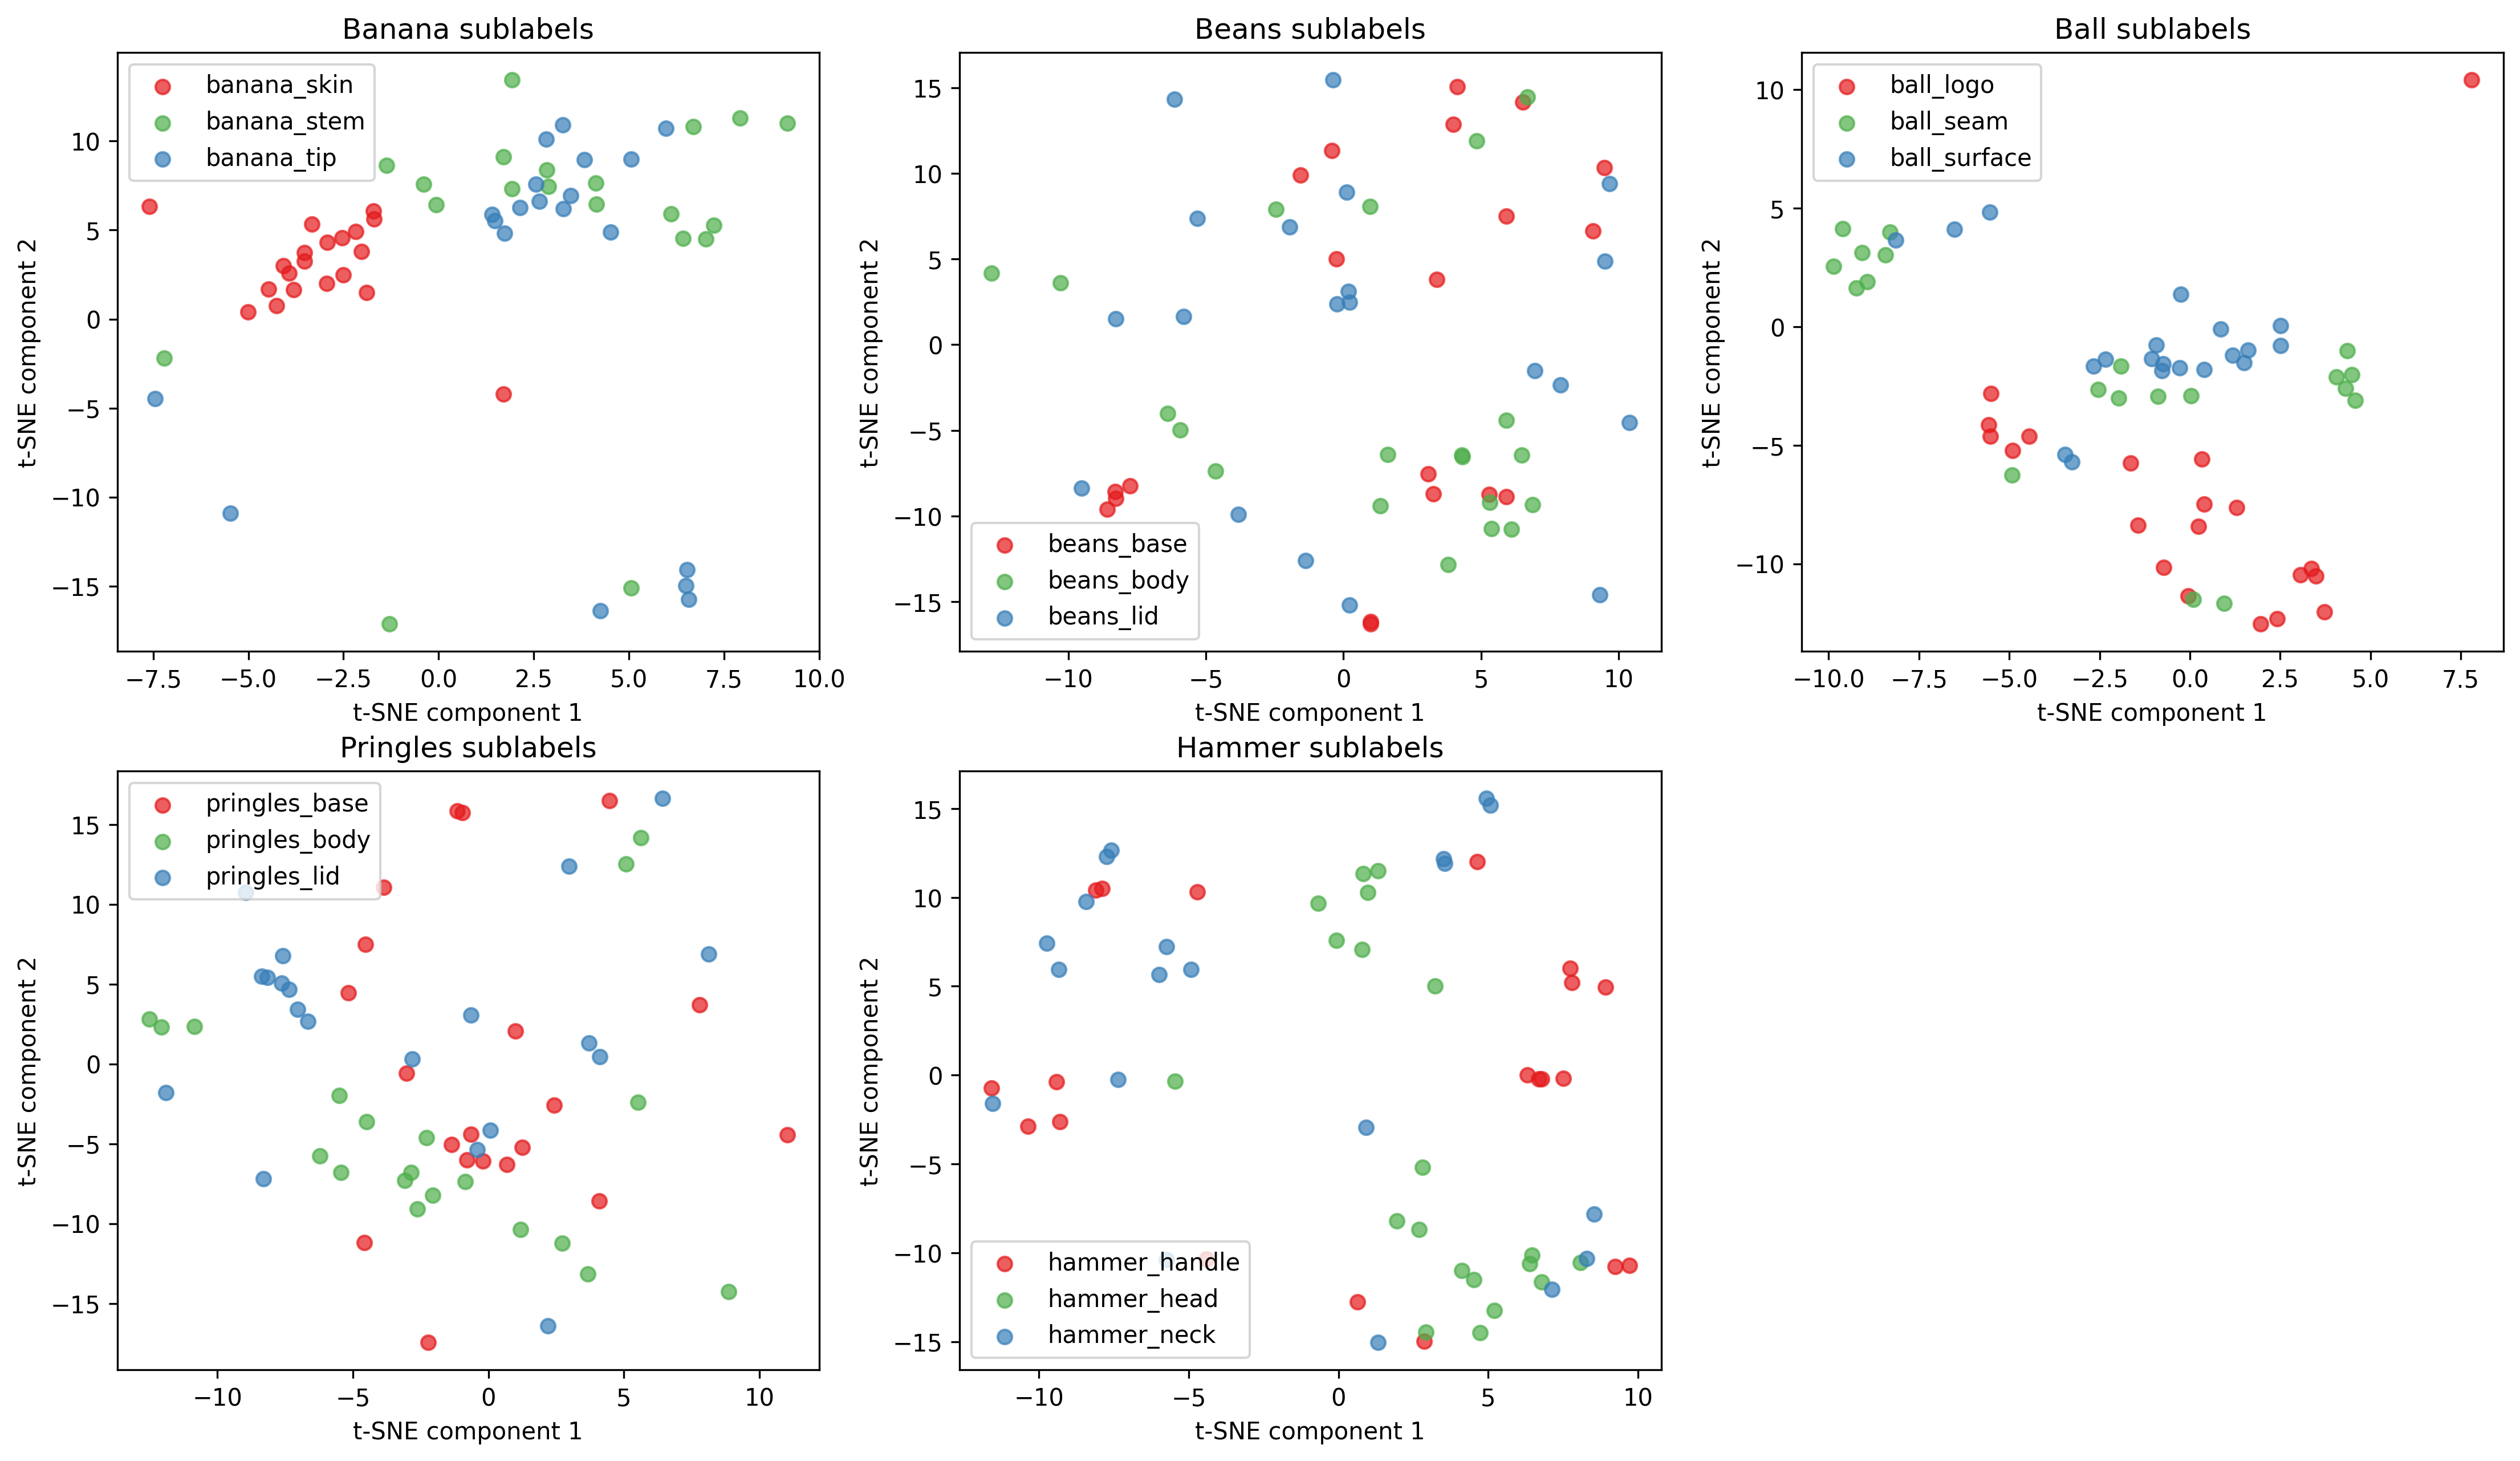 Banana sublabels
banana_skin
banana_stem
banana_tip
10
5
0
−5
−10
−15
t-SNE component 2
−7.5 −5.0 −2.5 0.0 2.5 5.0 7.5 10.0
t-SNE component 1
Beans sublabels
15
10
5
0
−5
−10
−15
t-SNE component 2
beans_base
beans_body
beans_lid
−10 −5 0 5 10
t-SNE component 1
Ball sublabels
ball_logo
ball_seam
ball_surface
10
5
0
−5
−10
t-SNE component 2
−10.0 −7.5 −5.0 −2.5 0.0 2.5 5.0 7.5
t-SNE component 1
Pringles sublabels
pringles_base
pringles_body
pringles_lid
15
10
5
0
−5
−10
−15
t-SNE component 2
−10 −5 0 5 10
t-SNE component 1
Hammer sublabels
15
10
5
0
−5
−10
−15
t-SNE component 2
hammer_handle
hammer_head
hammer_neck
−10 −5 0 5 10
t-SNE component 1